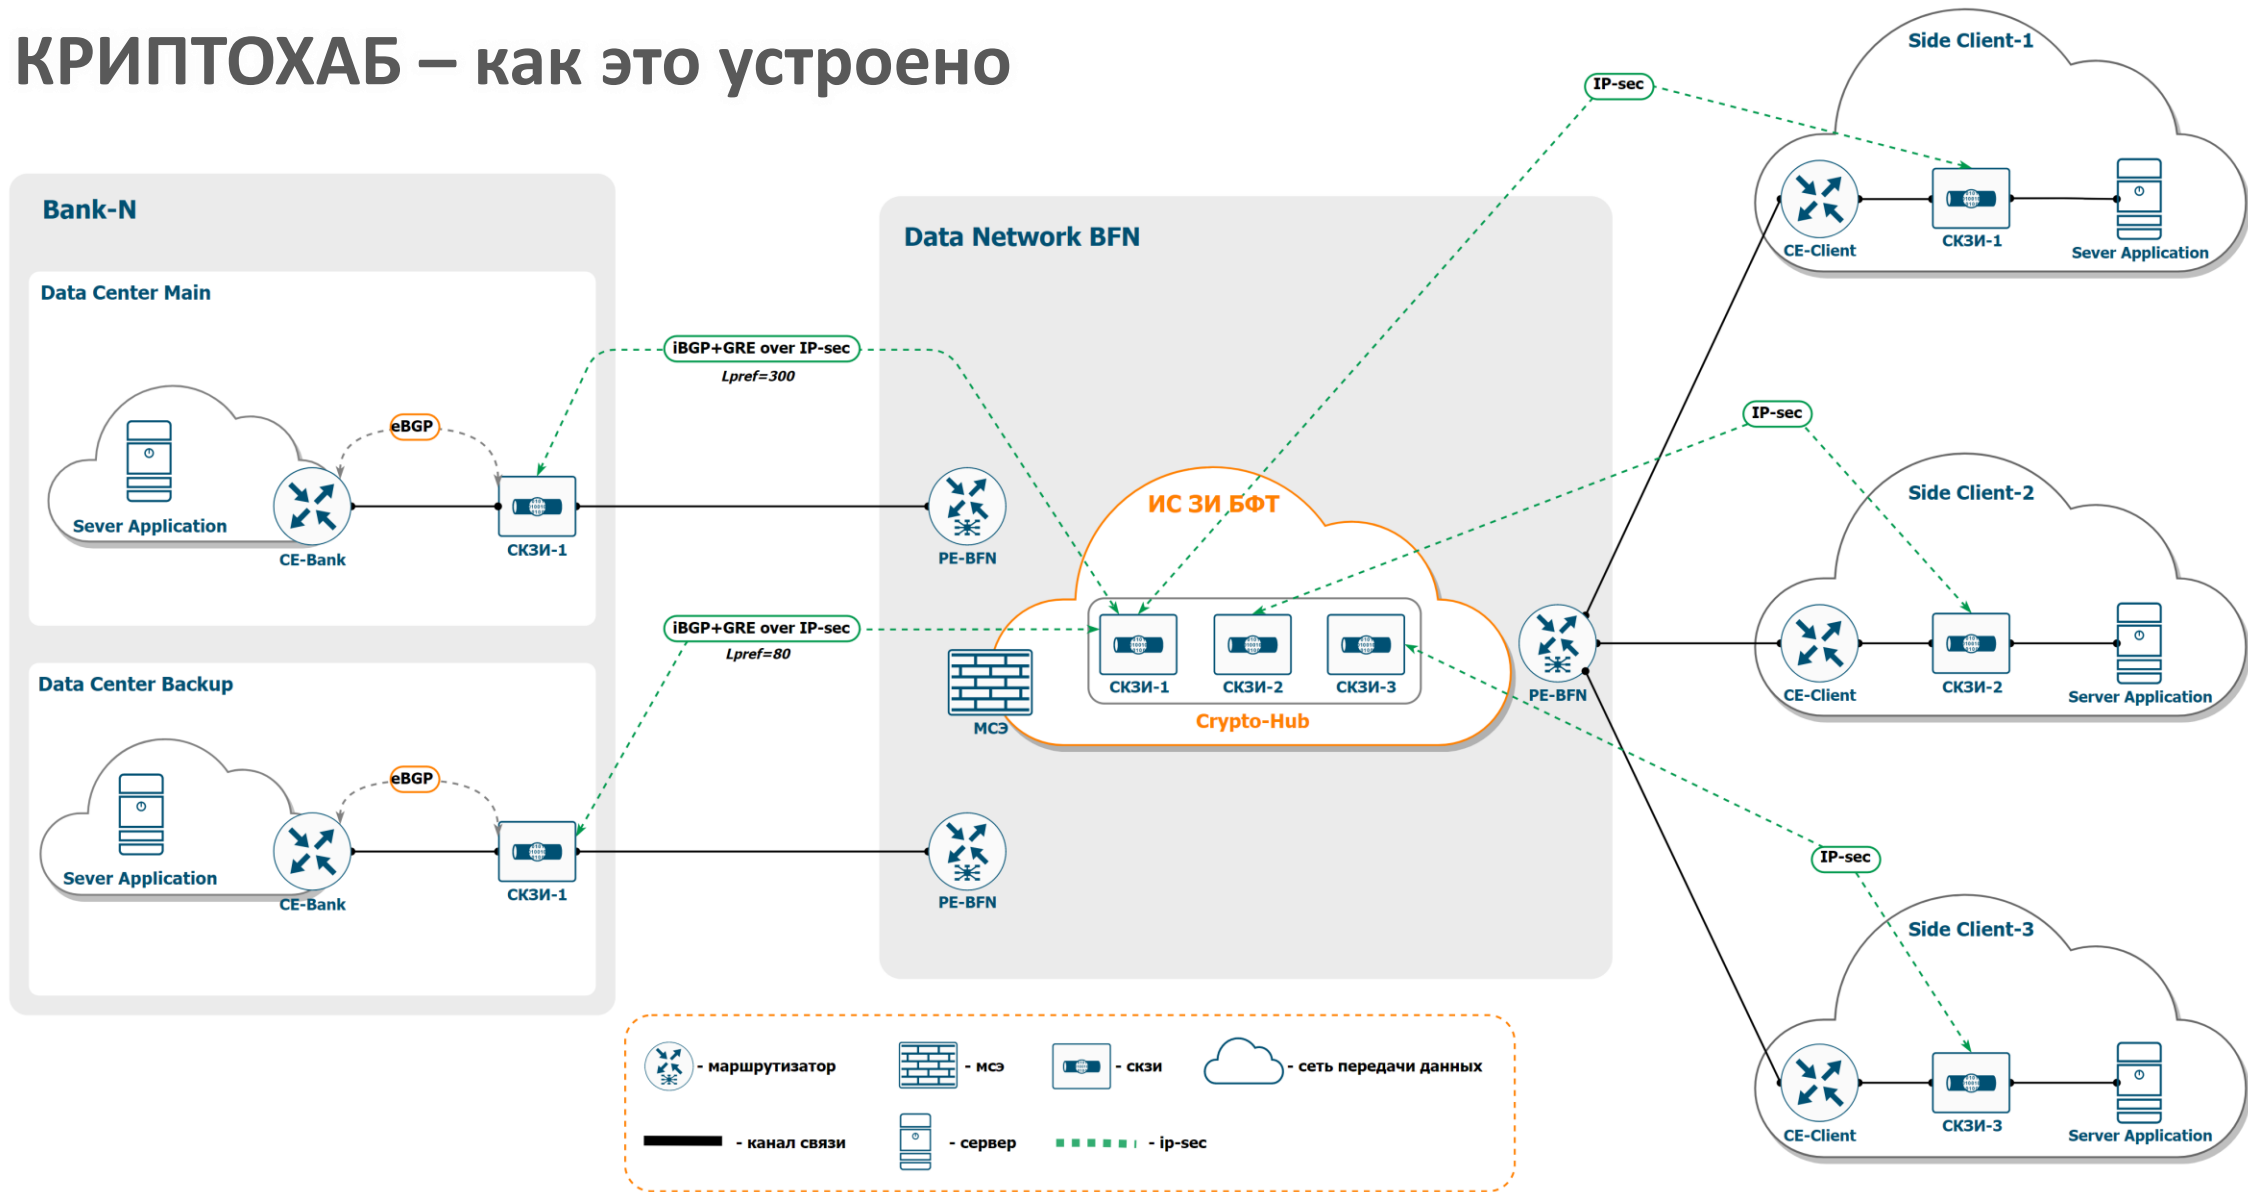 КРИПТОХАБ – как это устроено
Bank-N
Data Center Main
Sever Application
CE-Bank
eBGP
СКЗИ-1
iBGP+GRE over IP-sec
Lpref=300
Data Center Backup
Sever Application
CE-Bank
eBGP
СКЗИ-1
iBGP+GRE over IP-sec
Lpref=80
Data Network BFN
PE-BFN
МСЭ
PE-BFN
ИС ЗИ БФТ
СКЗИ-1
СКЗИ-2
СКЗИ-3
Crypto-Hub
PE-BFN
IP-sec
Side Client-1
CE-Client
СКЗИ-1
Sever Application
IP-sec
Side Client-2
CE-Client
СКЗИ-2
Server Application
IP-sec
Side Client-3
CE-Client
СКЗИ-3
Server Application
- маршрутизатор
- мсэ
- скзи
- сеть передачи данных
- канал связи
- сервер
- ip-sec